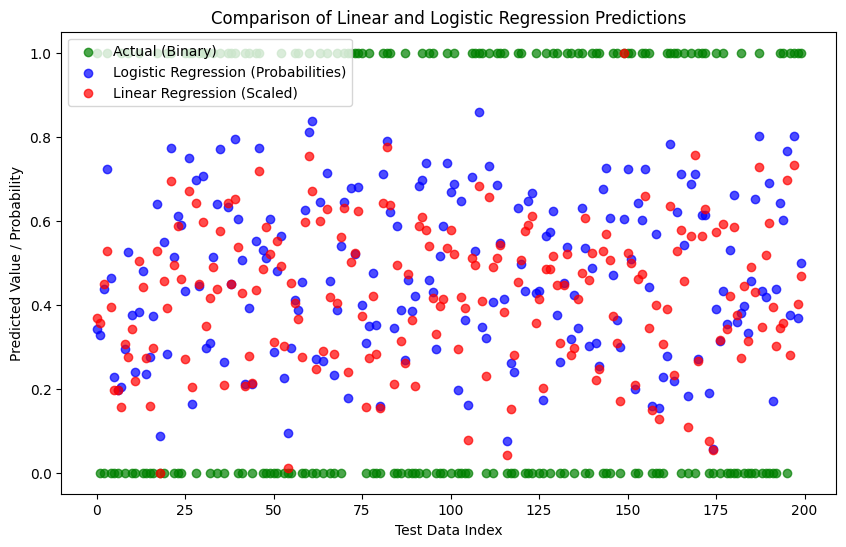 Comparison of Linear and Logistic Regression Predictions
1.0
0.8
0.6
0.4
0.2
0.0
Predicted Value / Probability
Actual (Binary)
Logistic Regression (Probabilities)
Linear Regression (Scaled)
0
25
50
75
100
125
150
175
200
Test Data Index